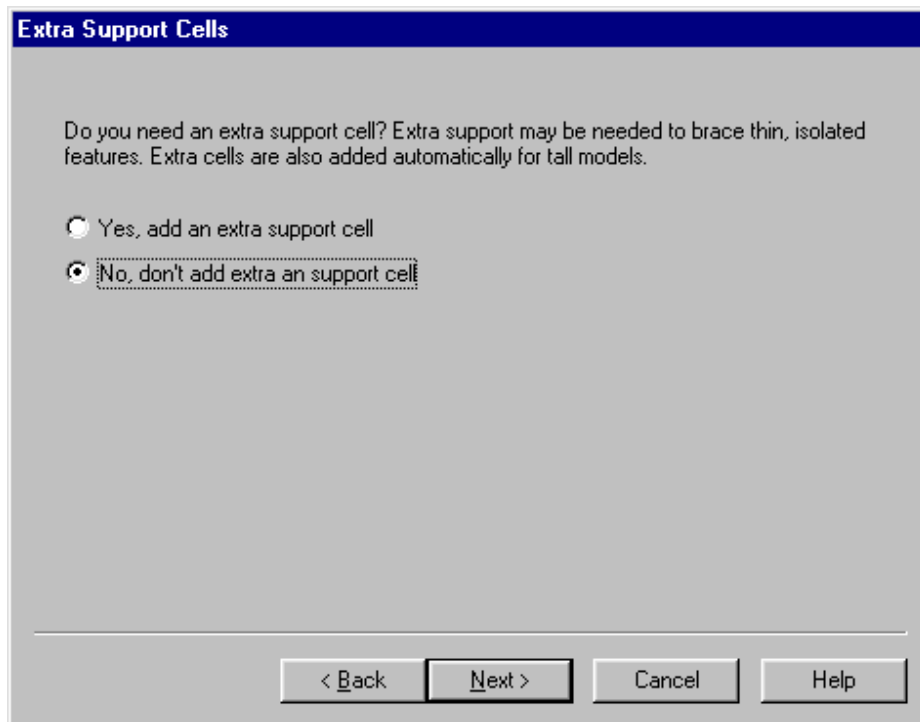 Extra Support Cells
Do you need an extra support cell? Extra support may be needed to brace thin, isolated
features. Extra cells are also added automatically for tall models.
Yes, add an extra support cell
No, don't add extra an support cell
< Back
Next >
Cancel
Help